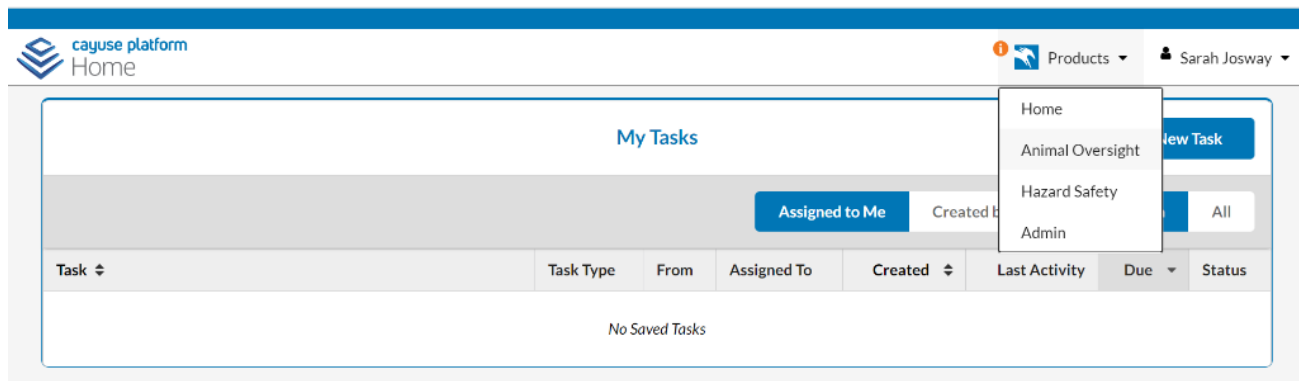 cayuse platform
Home
Products
Sarah Josway
Home
Animal Oversight
Hazard Safety
Admin
My Tasks
Task
Assigned to Me
Created
All
Task
Task Type
From
Assigned To
Created
Last Activity
Due
Status
No Saved Tasks